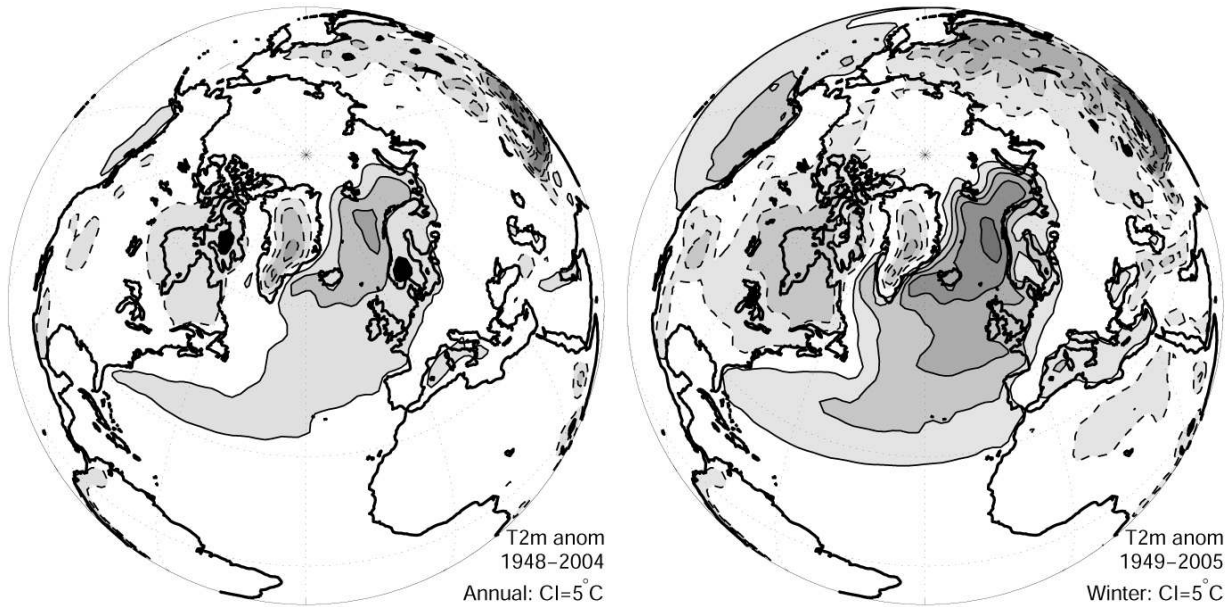 T2m anom
1948−2004
Annual: CI=5°C
T2m anom
1949−2005
Winter: CI=5°C